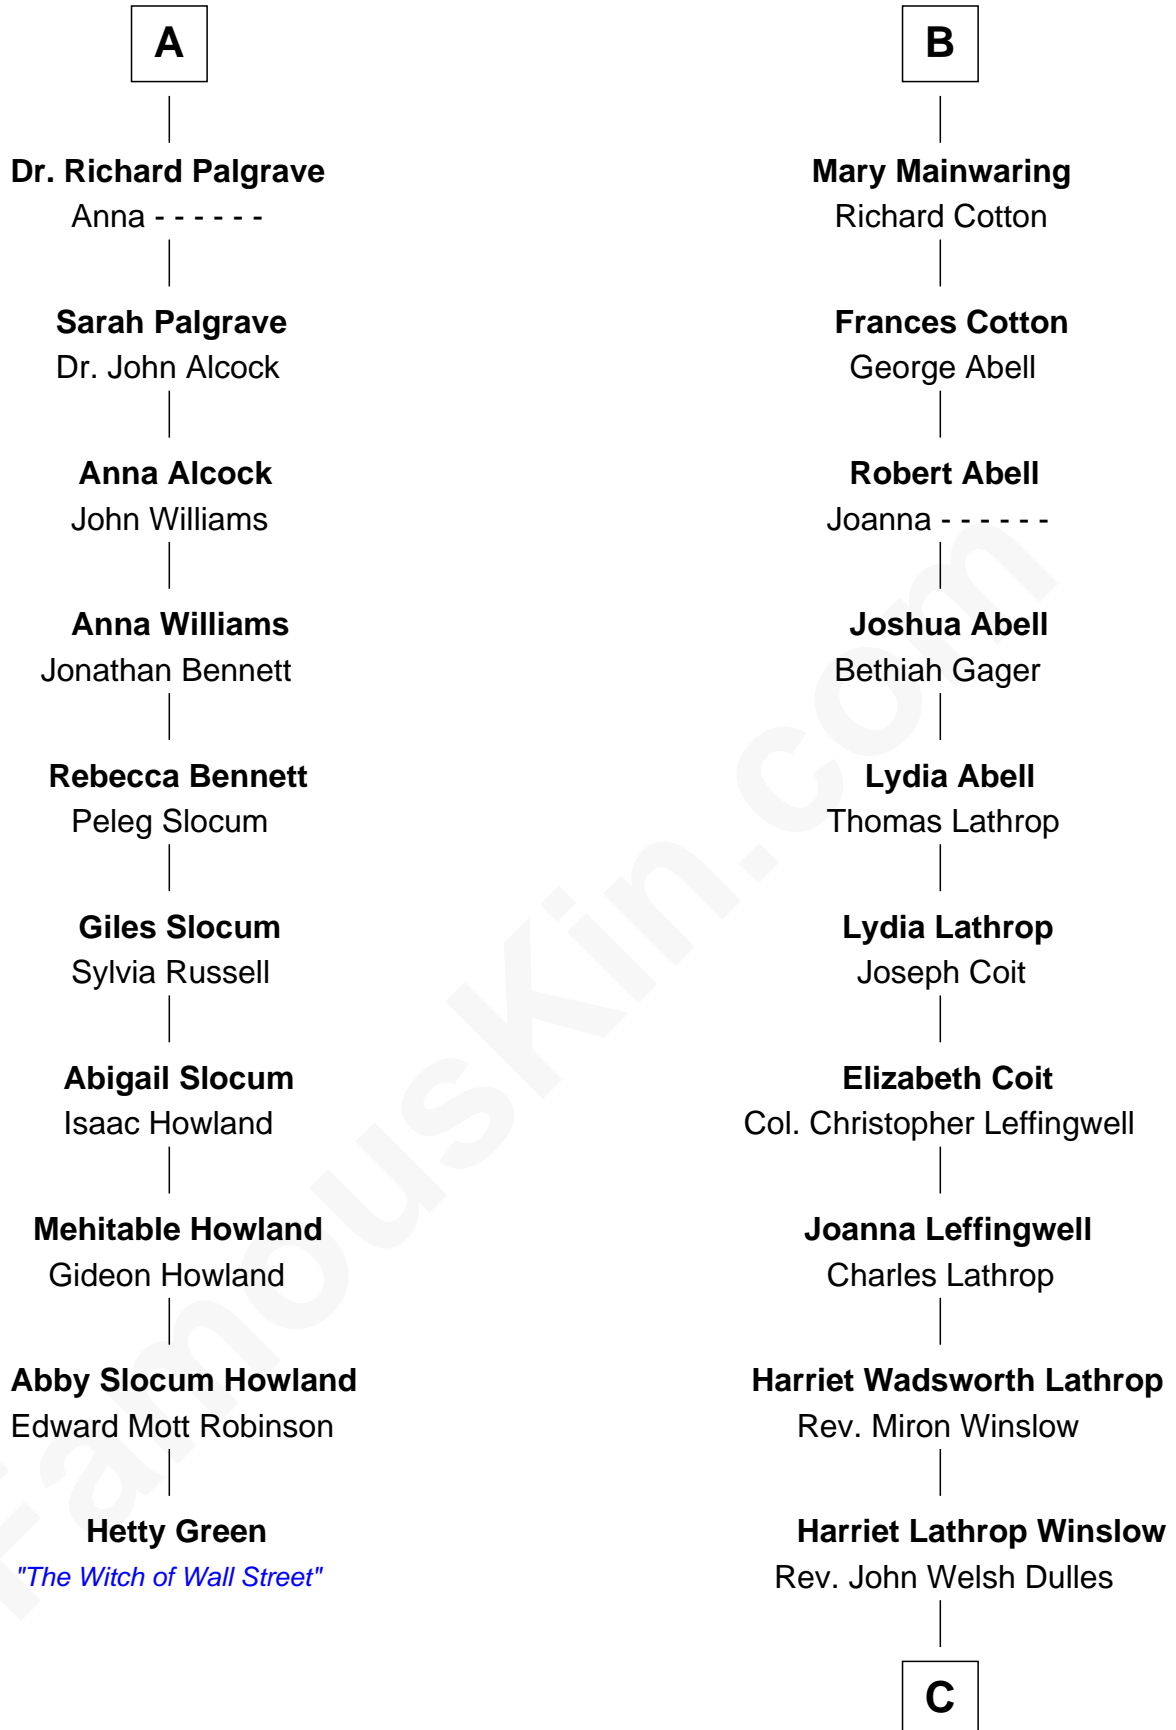 A
Dr. Richard Palgrave
Anna - - - - - -
Sarah Palgrave
Dr. John Alcock
Anna Alcock
John Williams
Anna Williams
Jonathan Bennett
Rebecca Bennett
Peleg Slocum
Giles Slocum
Sylvia Russell
Abigail Slocum
Isaac Howland
Mehitable Howland
Gideon Howland
Abby Slocum Howland
Edward Mott Robinson
Hetty Green
"The Witch of Wall Street"
B
Mary Mainwaring
Richard Cotton
Frances Cotton
George Abell
Robert Abell
Joanna - - - - - -
Joshua Abell
Bethiah Gager
Lydia Abell
Thomas Lathrop
Lydia Lathrop
Joseph Coit
Elizabeth Coit
Col. Christopher Leffingwell
Joanna Leffingwell
Charles Lathrop
Harriet Wadsworth Lathrop
Rev. Miron Winslow
Harriet Lathrop Winslow
Rev. John Welsh Dulles
C
FamousKin.com